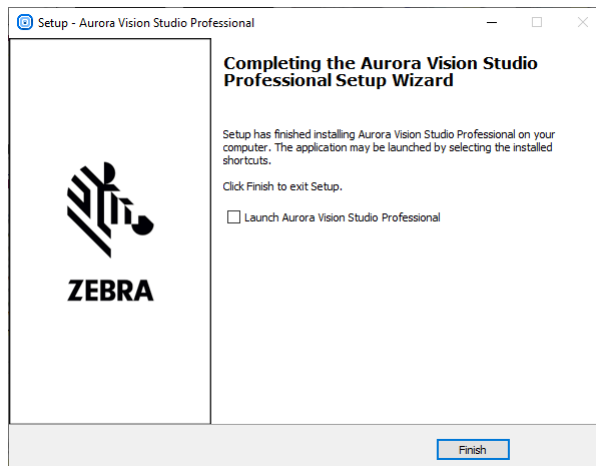 Setup - Aurora Vision Studio Professional
Completing the Aurora Vision Studio
Professional Setup Wizard
Setup has finished installing Aurora Vision Studio Professional on your
computer. The application may be launched by selecting the installed
shortcuts.
Click Finish to exit Setup.
Launch Aurora Vision Studio Professional
ZEBRA
Finish